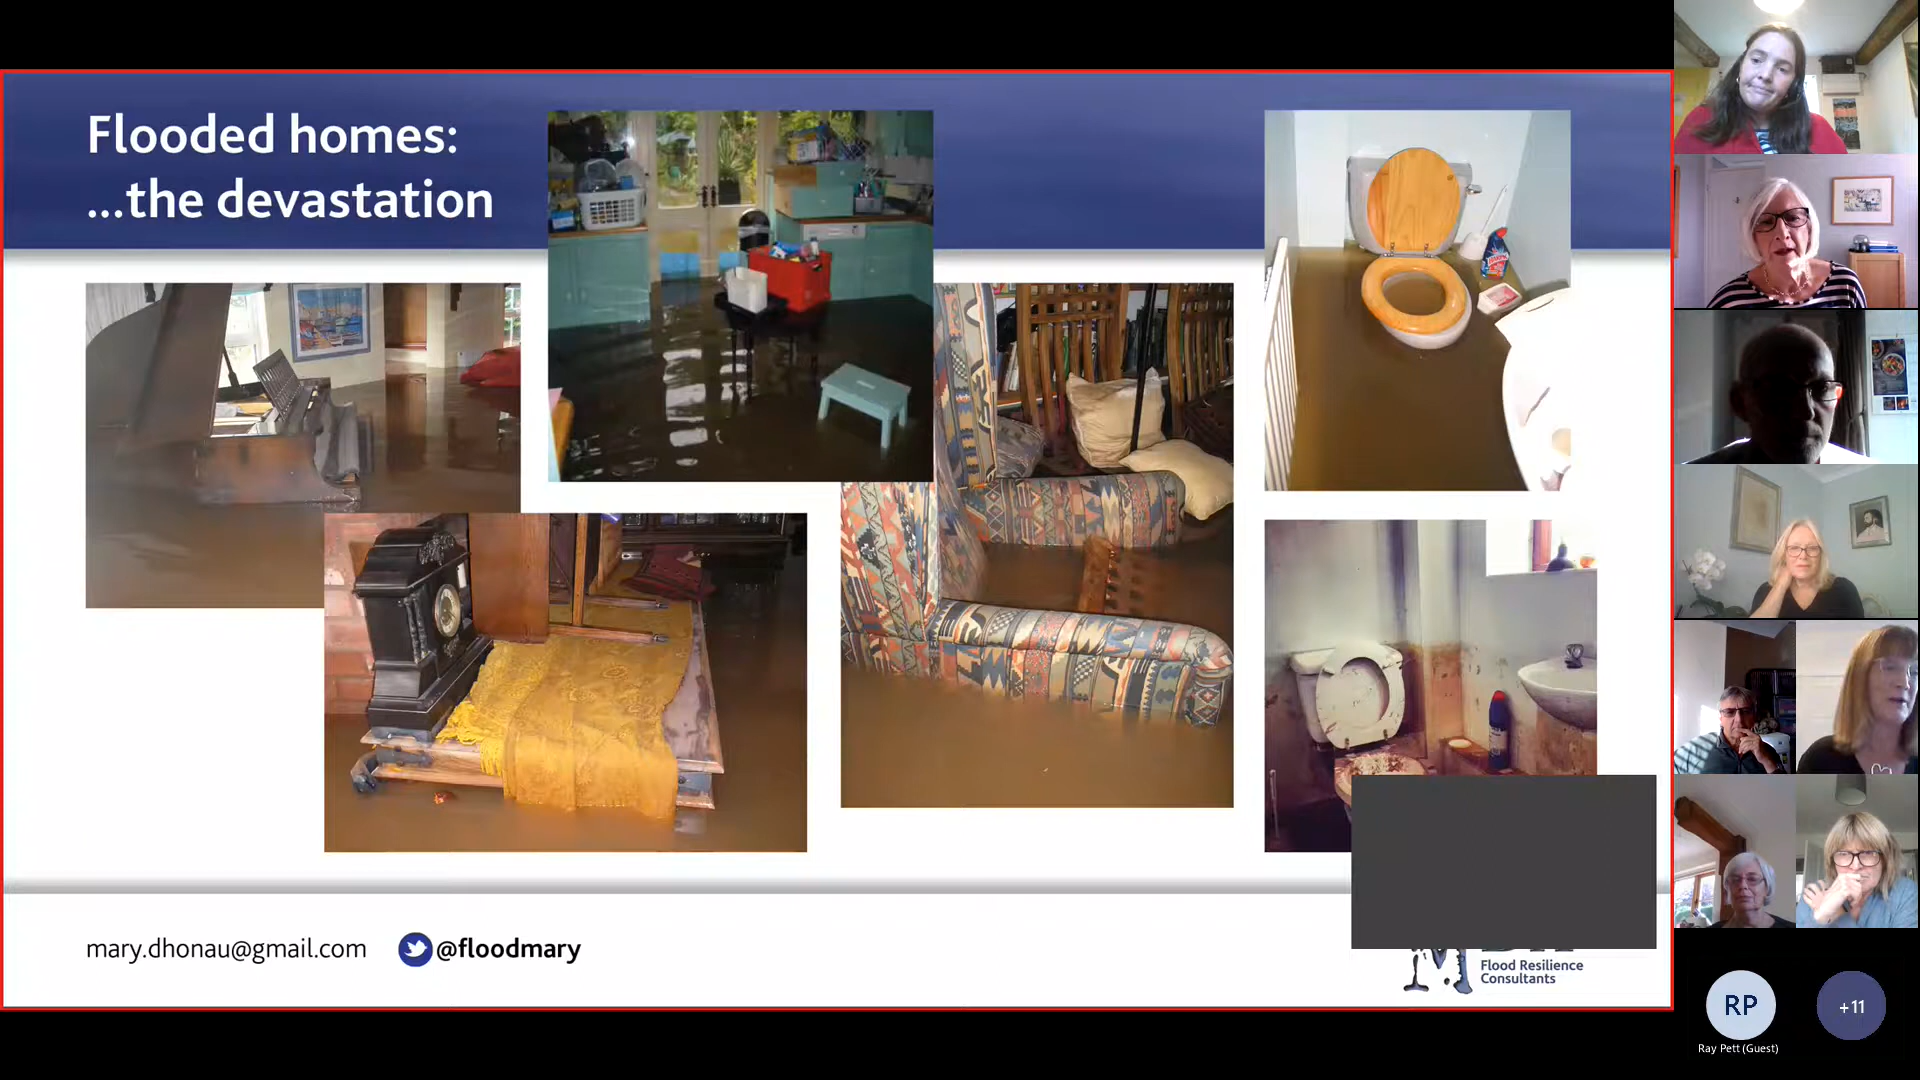 Flooded homes:
...the devastation
mary.dhonau@gmail.com
@floodmary
Flood Resilience
Consultants
RP
+11
Ray Pett (Guest)